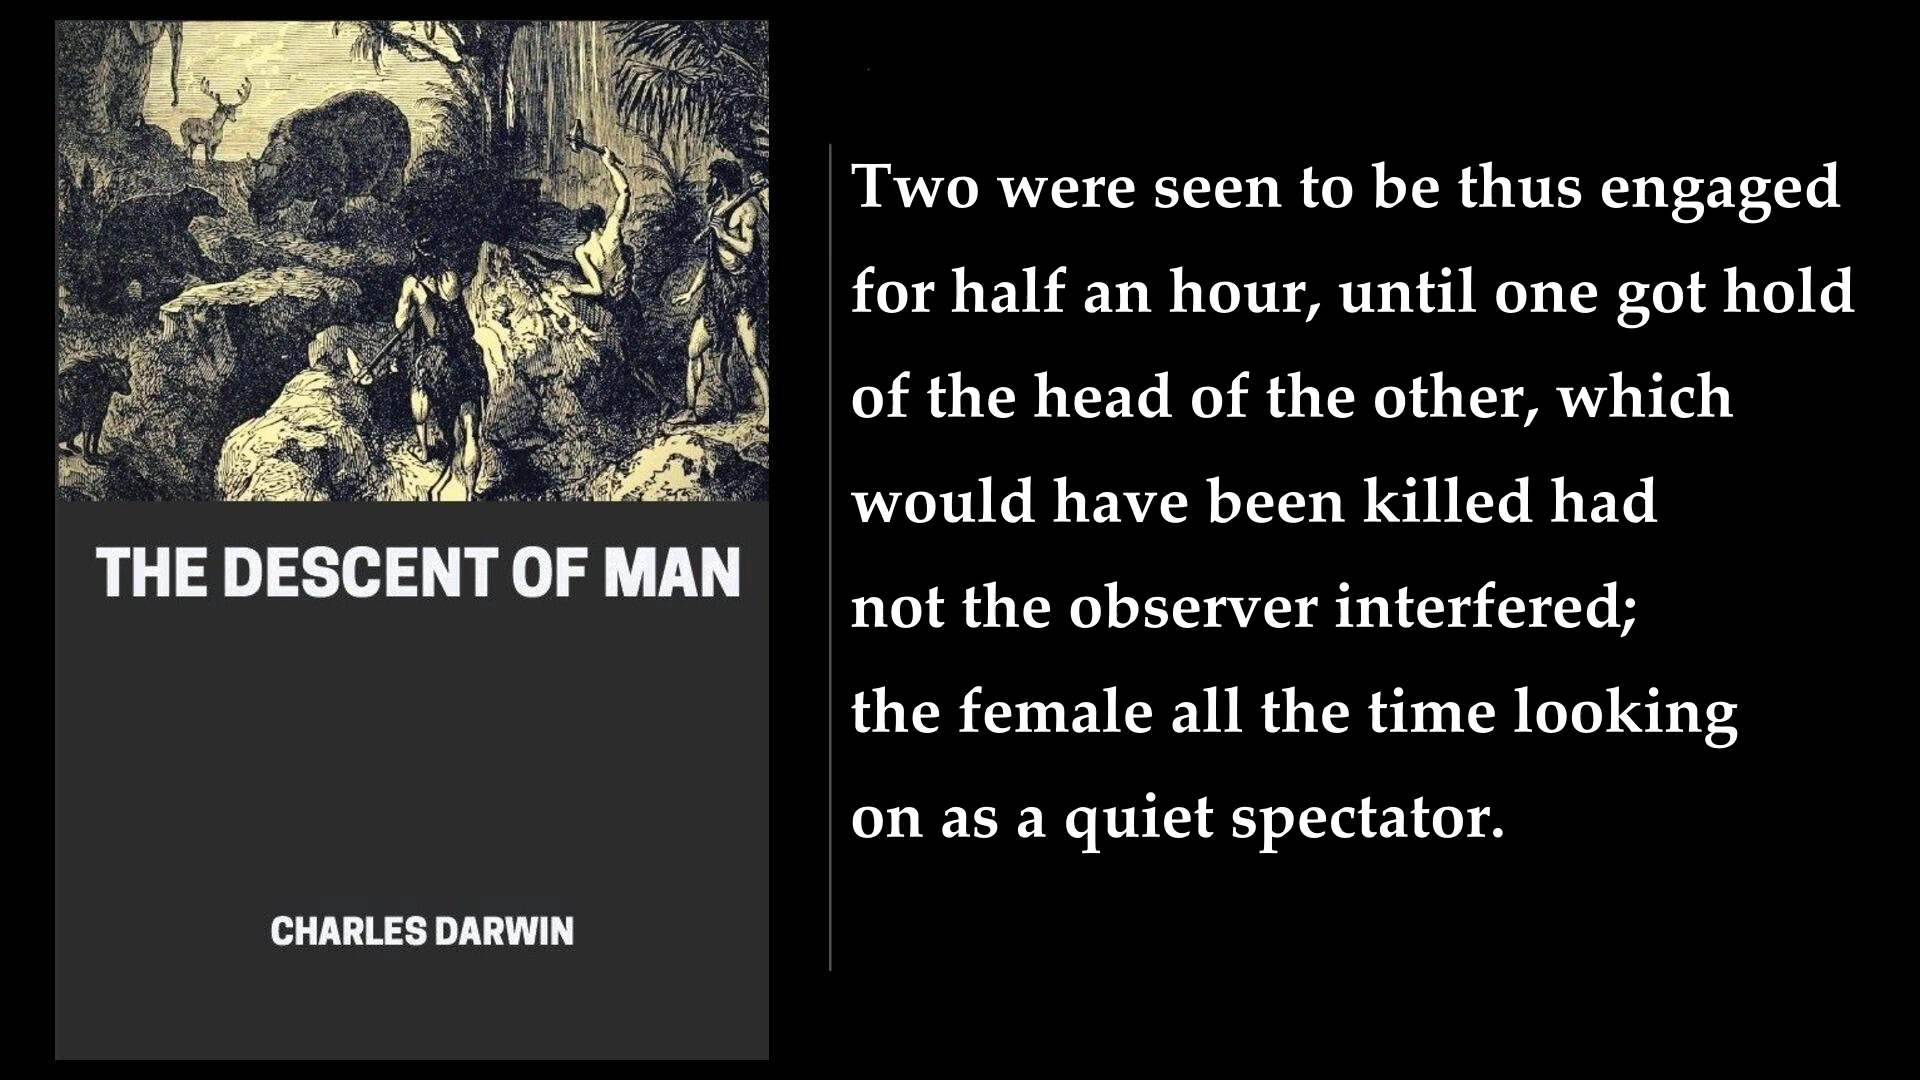 THE DESCENT OF MAN
CHARLES DARWIN
Two were seen to be thus engaged
for half an hour, until one got hold
of the head of the other, which
would have been killed had
not the observer interfered;
the female all the time looking
on as a quiet spectator.